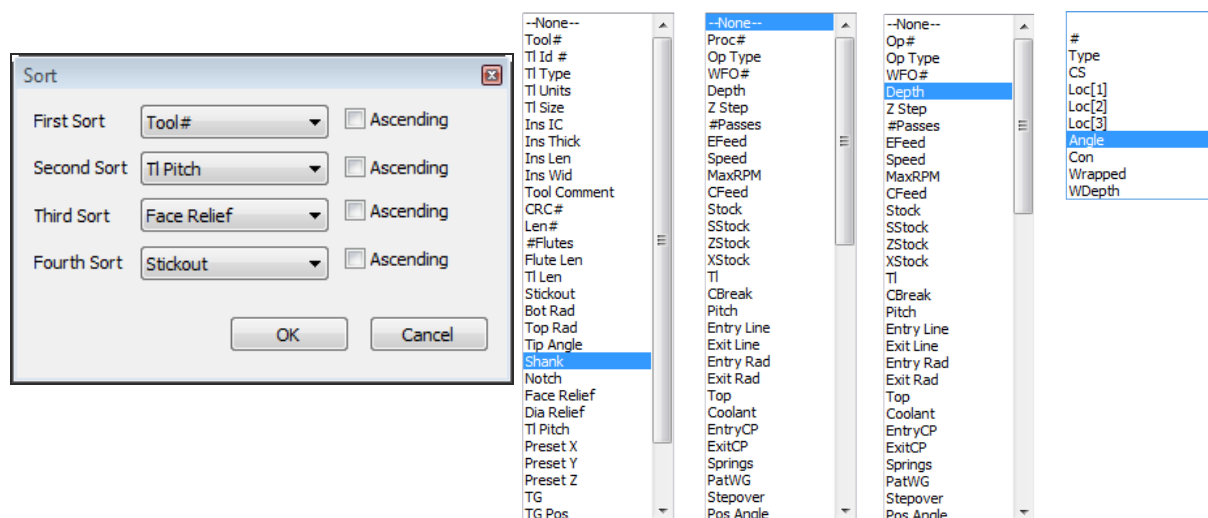 Sort
First Sort Tool# Ascending
Second Sort Tl Pitch Ascending
Third Sort Face Relief Ascending
Fourth Sort Stickout Ascending
OK Cancel
--None--
Tool#
Tl Id #
Tl Type
Tl Units
Tl Size
Ins IC
Ins Thick
Ins Len
Ins Wid
Tool Comment
CRC#
Len#
#Flutes
Flute Len
Tl Len
Stickout
Bot Rad
Top Rad
Tip Angle
Shank
Notch
Face Relief
Dia Relief
Tl Pitch
Preset X
Preset Y
Preset Z
TG
TG Pos
--None--
Proc#
Op Type
WFO#
Depth
Z Step
#Passes
EFeed
Speed
MaxRPM
CFeed
Stock
SStock
ZStock
XStock
Tl
CBreak
Pitch
Entry Line
Exit Line
Entry Rad
Exit Rad
Top
Coolant
EntryCP
ExitCP
Springs
PatWG
Stepover
Pos Angle
--None--
Op#
Op Type
WFO#
Depth
Z Step
#Passes
EFeed
Speed
MaxRPM
CFeed
Stock
SStock
ZStock
XStock
Tl
CBreak
Pitch
Entry Line
Exit Line
Entry Rad
Exit Rad
Top
Coolant
EntryCP
ExitCP
Springs
PatWG
Stepover
Pos Angle
#
Type
CS
Loc[1]
Loc[2]
Loc[3]
Angle
Con
Wrapped
WDepth